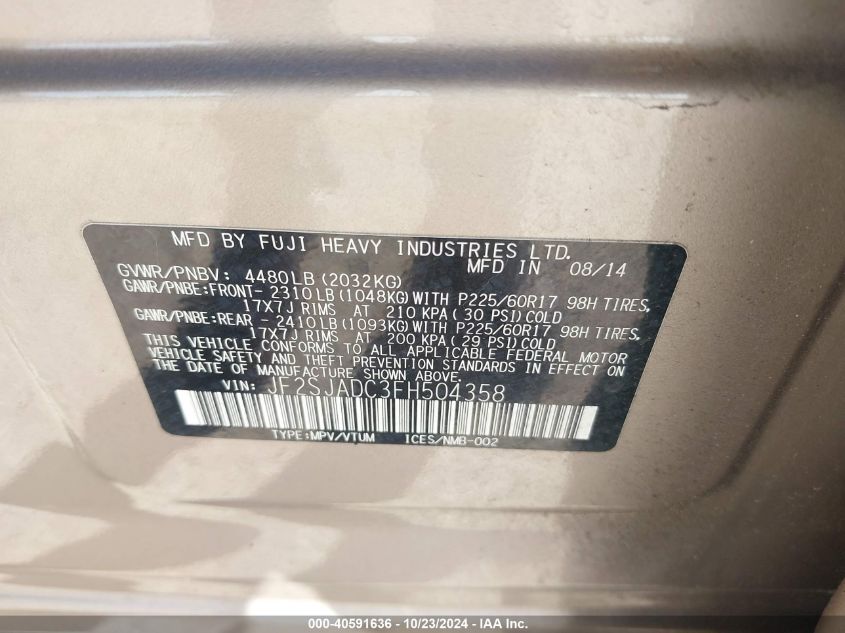 MFD BY FUJI HEAVY INDUSTRIES LTD.
MFD IN 08/14
GVWR/PNBV: 4480LB(2032KG)
GAWR/PNBE:FRONT- 2310LB(1048KG)WITH P225/60R17 98H TIRES,
17X7J RIMS AT 210 KPA(30 PSI)COLD
GAWR/PNBE:REAR - 2410LB(1093KG)WITH P225/60R17 98H TIRES,
17X7J RIMS AT 200 KPA(29 PSI)COLD
THIS VEHICLE CONFORMS TO ALL APPLICABLE FEDERAL MOTOR
VEHICLE SAFETY AND THEFT PREVENTION STANDARDS IN EFFECT ON
THE DATE OF MANUFACTURE SHOWN ABOVE.
VIN: JF2SJADC3FH504358
TYPE:MPV/VTUM ICES/NMB-002
000-40591636 - 10/23/2024 - IAA Inc.